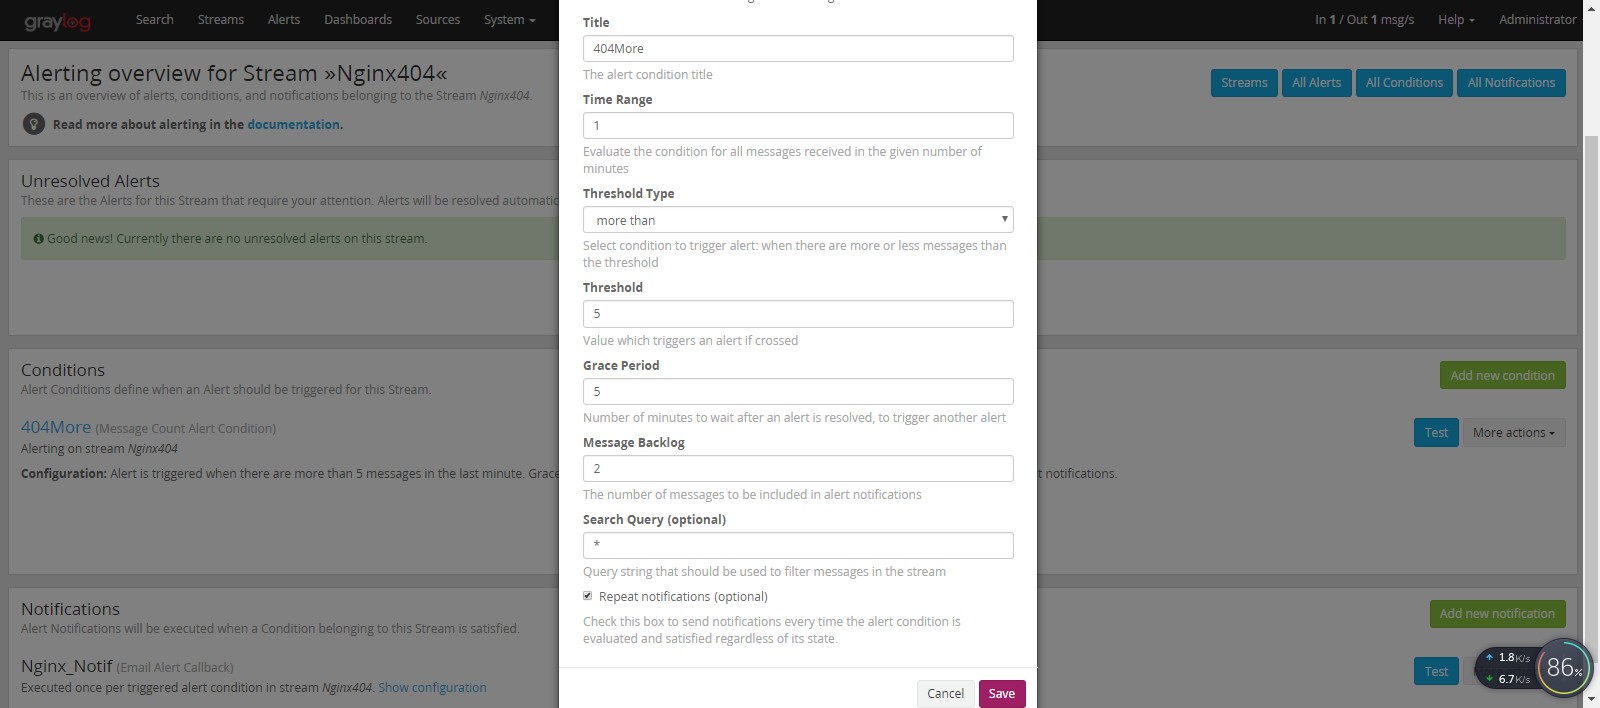 graylog
Search
Streams
Alerts
Dashboards
Sources
System
In 1 / Out 1 msg/s
Help
Administrator
Alerting overview for Stream »Nginx404«
This is an overview of alerts, conditions, and notifications belonging to the Stream Nginx404.
Read more about alerting in the documentation.
Streams
All Alerts
All Conditions
All Notifications
Unresolved Alerts
These are the Alerts for this Stream that require your attention. Alerts will be resolved automatic
Good news! Currently there are no unresolved alerts on this stream.
Conditions
Alert Conditions define when an Alert should be triggered for this Stream.
Add new condition
404More (Message Count Alert Condition)
Alerting on stream Nginx404
Configuration: Alert is triggered when there are more than 5 messages in the last minute. Grace
t notifications.
Test
More actions
Notifications
Alert Notifications will be executed when a Condition belonging to this Stream is satisfied.
Add new notification
Nginx_Notif (Email Alert Callback)
Executed once per triggered alert condition in stream Nginx404. Show configuration
Test
Title
404More
The alert condition title
Time Range
1
Evaluate the condition for all messages received in the given number of
minutes
Threshold Type
more than
Select condition to trigger alert: when there are more or less messages than
the threshold
Threshold
5
Value which triggers an alert if crossed
Grace Period
5
Number of minutes to wait after an alert is resolved, to trigger another alert
Message Backlog
2
The number of messages to be included in alert notifications
Search Query (optional)
*
Query string that should be used to filter messages in the stream
Repeat notifications (optional)
Check this box to send notifications every time the alert condition is
evaluated and satisfied regardless of its state.
Cancel
Save
1.8K/s
6.7K/s
86%